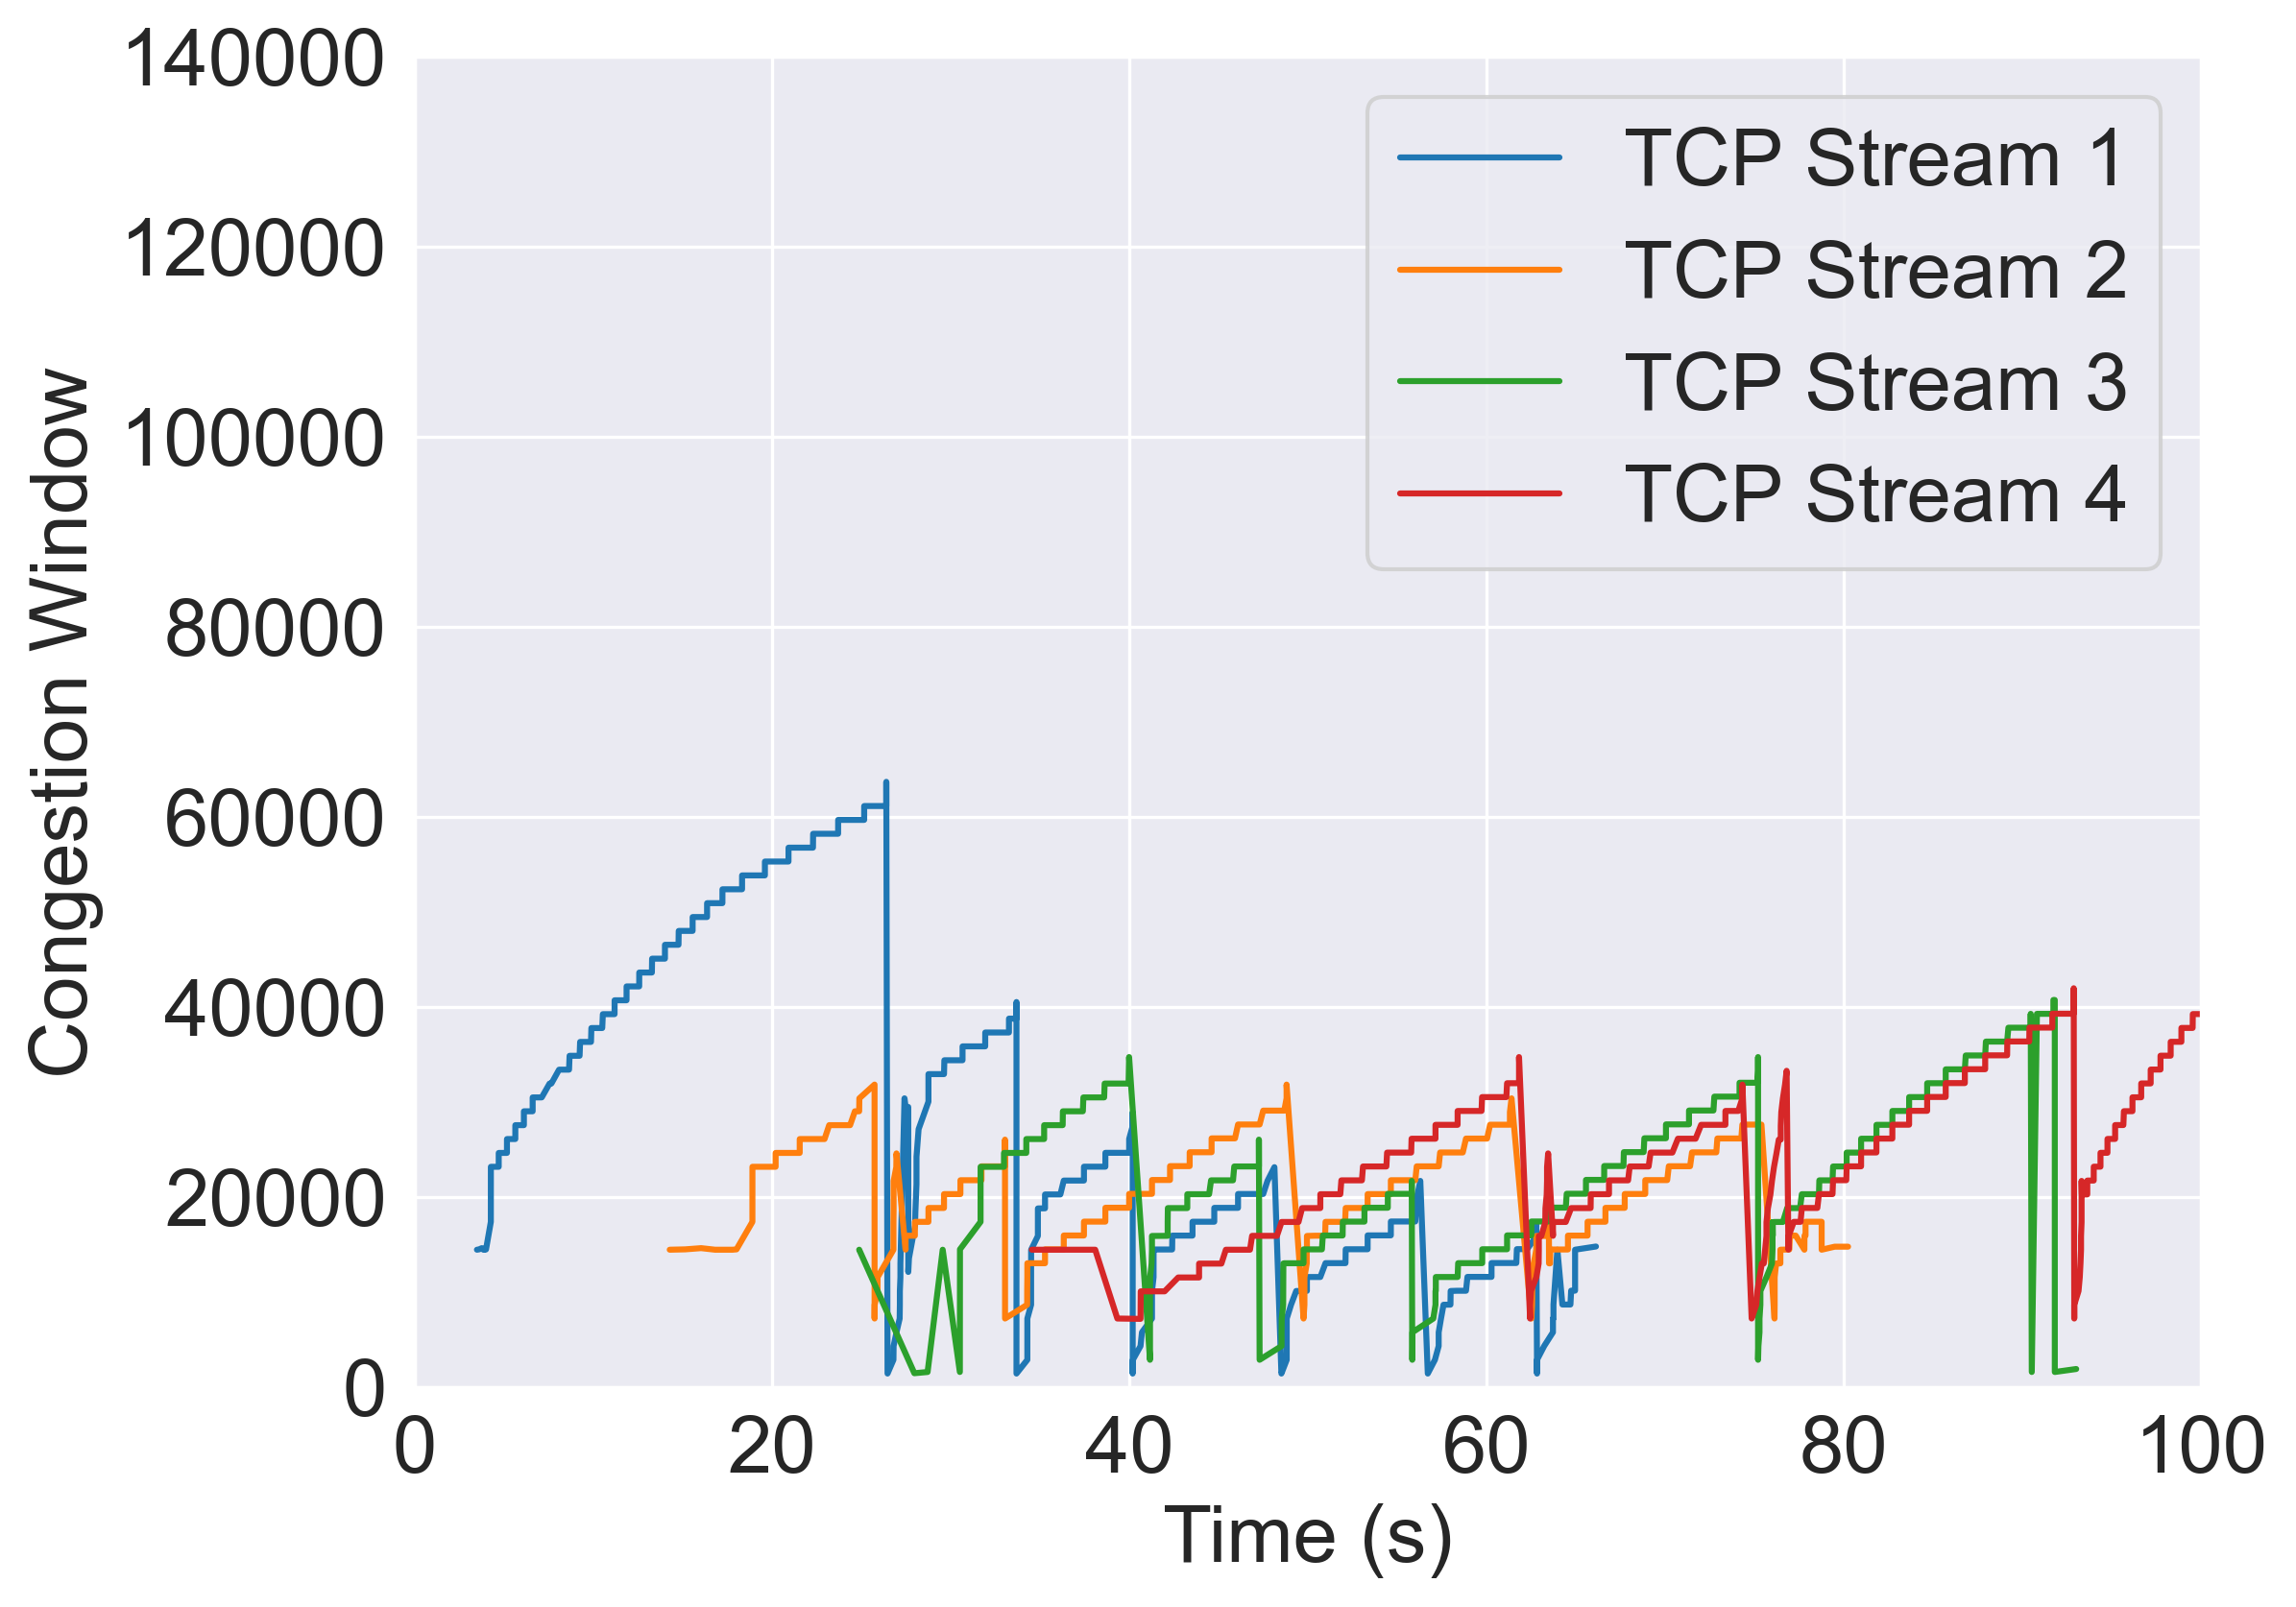 140000
120000
100000
80000
60000
40000
20000
0
Congestion Window
0 20 40 60 80 100
Time (s)
TCP Stream 1
TCP Stream 2
TCP Stream 3
TCP Stream 4